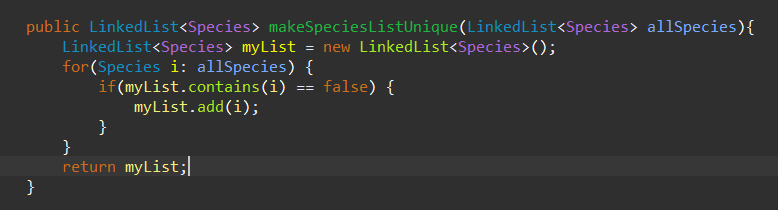 public LinkedList<Species> makeSpeciesListUnique(LinkedList<Species> allSpecies){
    LinkedList<Species> myList = new LinkedList<Species>();
    for(Species i: allSpecies) {
        if(myList.contains(i) == false) {
            myList.add(i);
        }
    }
    return myList;
}